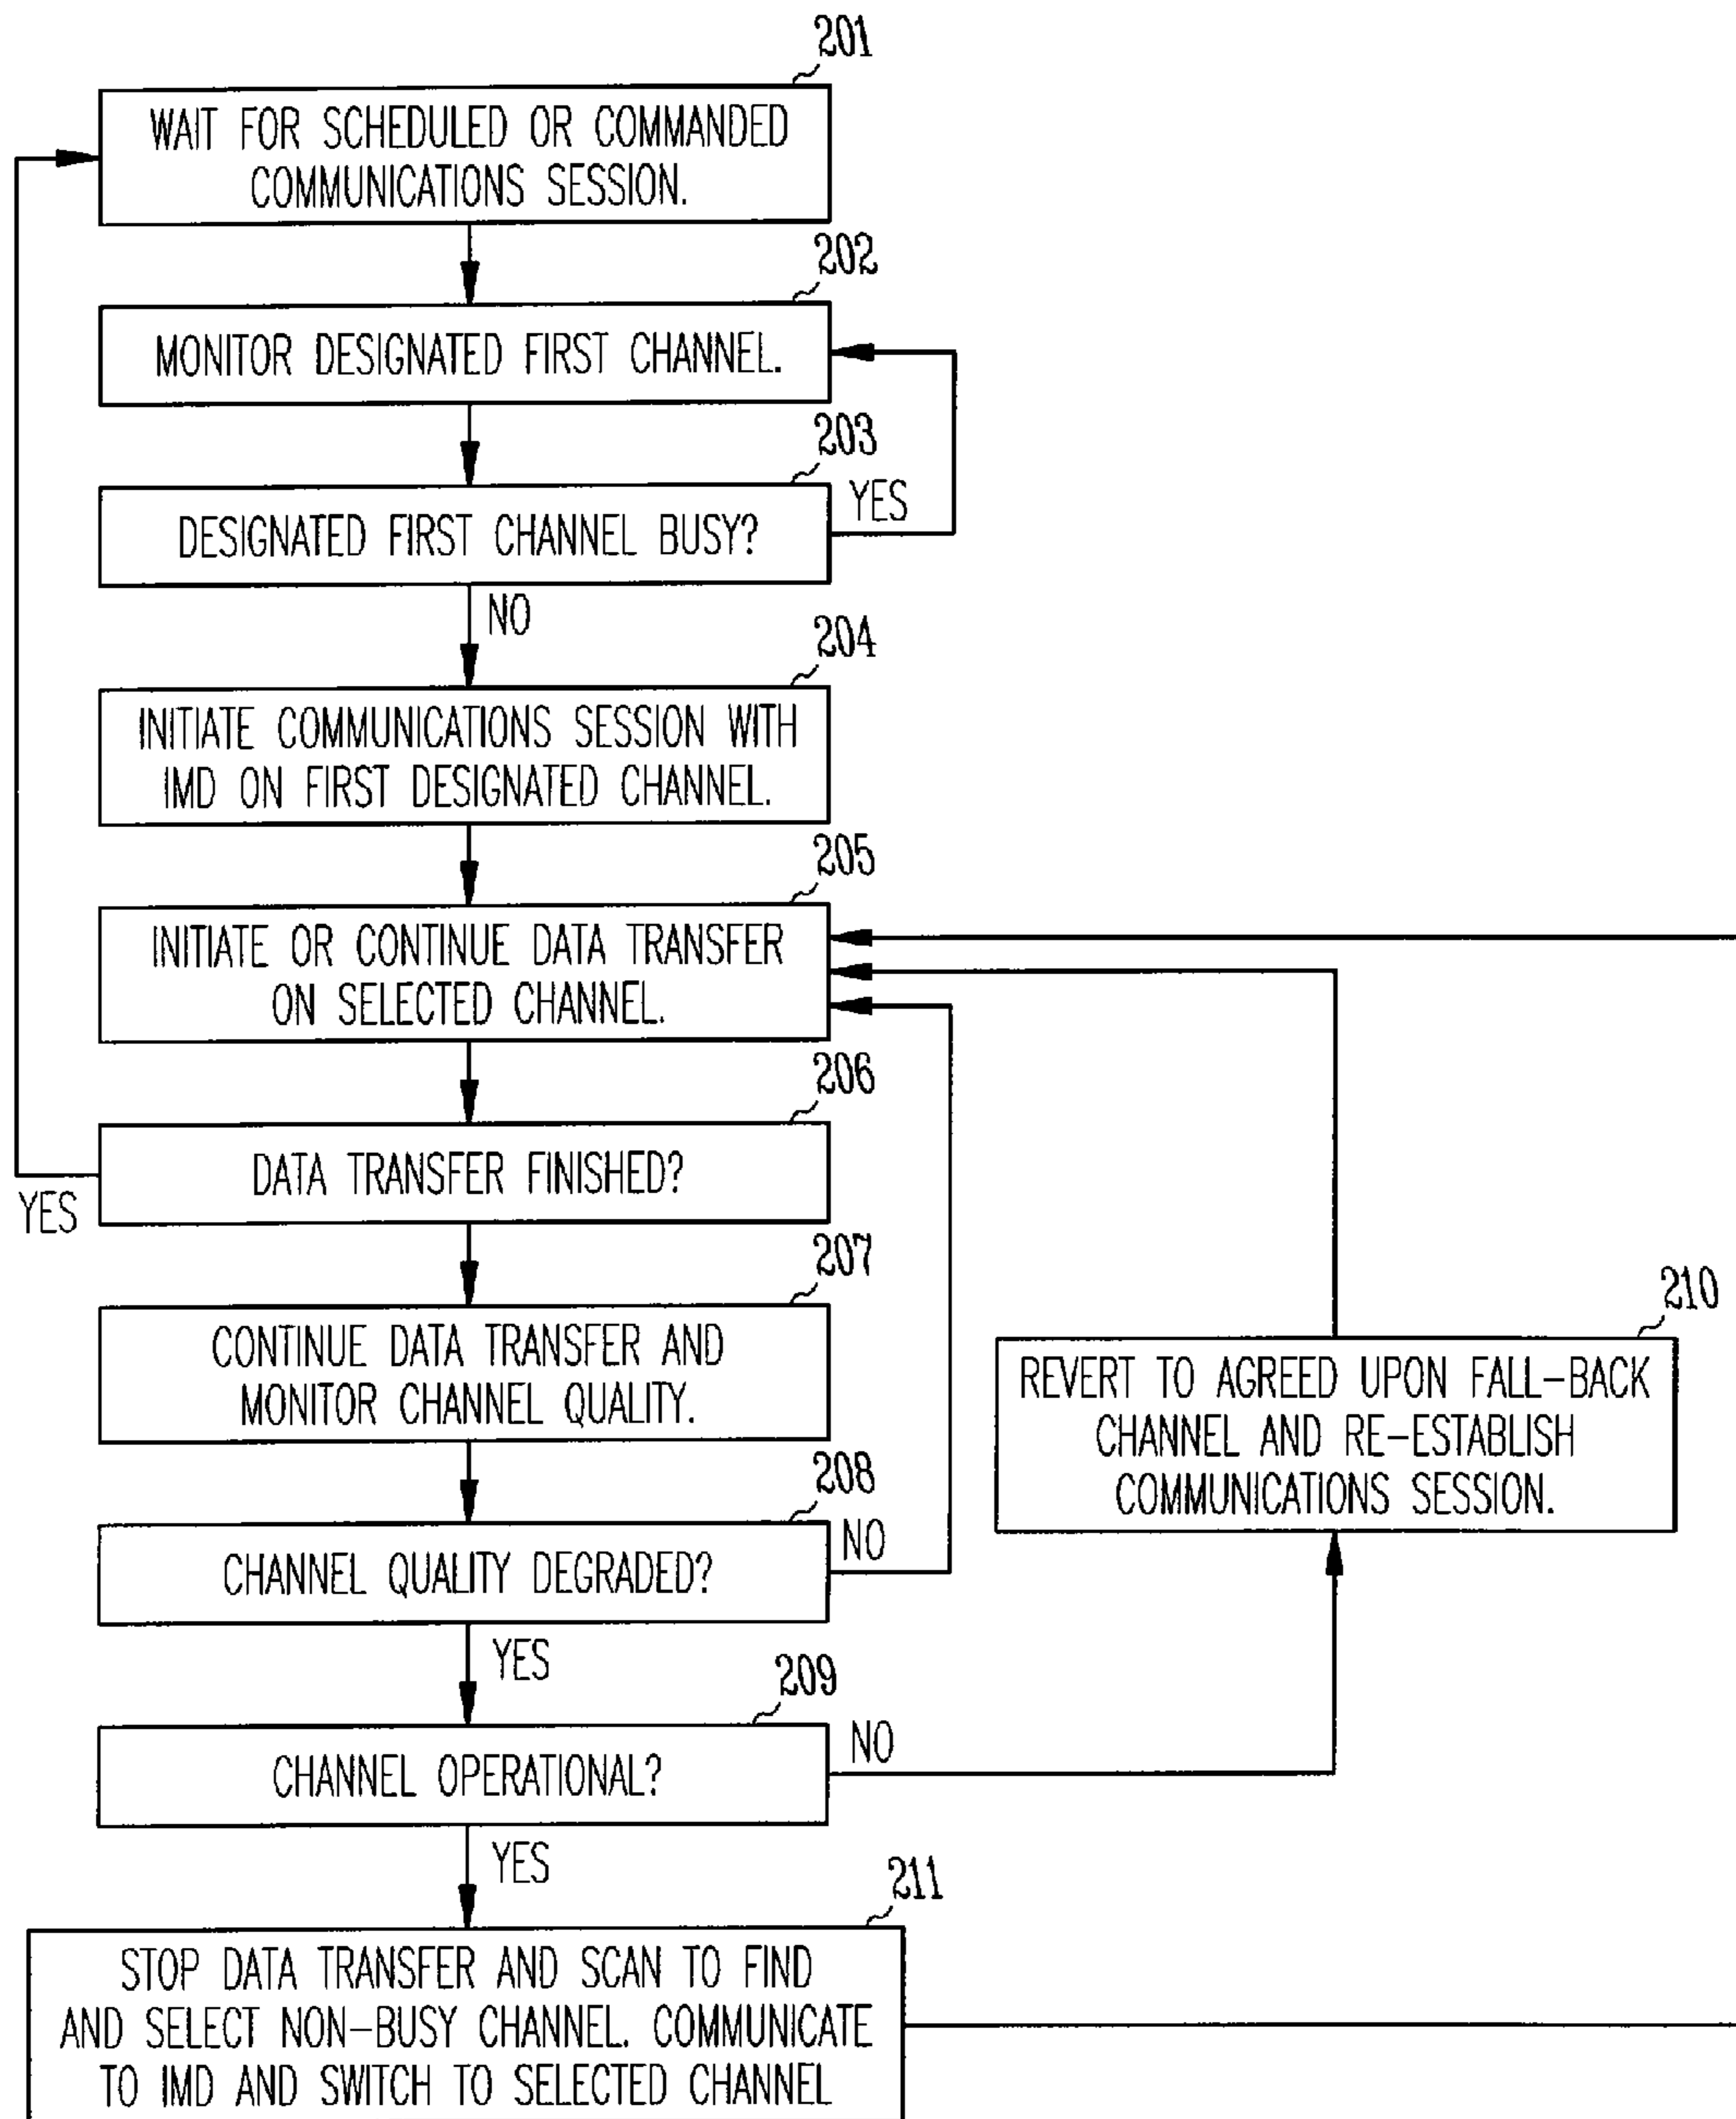 201
WAIT FOR SCHEDULED OR COMMANDED
COMMUNICATIONS SESSION.
202
MONITOR DESIGNATED FIRST CHANNEL.
203
DESIGNATED FIRST CHANNEL BUSY?
YES
NO
204
INITIATE COMMUNICATIONS SESSION WITH
IMD ON FIRST DESIGNATED CHANNEL.
205
INITIATE OR CONTINUE DATA TRANSFER
ON SELECTED CHANNEL.
206
DATA TRANSFER FINISHED?
YES
207
CONTINUE DATA TRANSFER AND
MONITOR CHANNEL QUALITY.
210
REVERT TO AGREED UPON FALL-BACK
CHANNEL AND RE-ESTABLISH
COMMUNICATIONS SESSION.
208
CHANNEL QUALITY DEGRADED?
NO
YES
209
CHANNEL OPERATIONAL?
NO
YES
211
STOP DATA TRANSFER AND SCAN TO FIND
AND SELECT NON-BUSY CHANNEL. COMMUNICATE
TO IMD AND SWITCH TO SELECTED CHANNEL